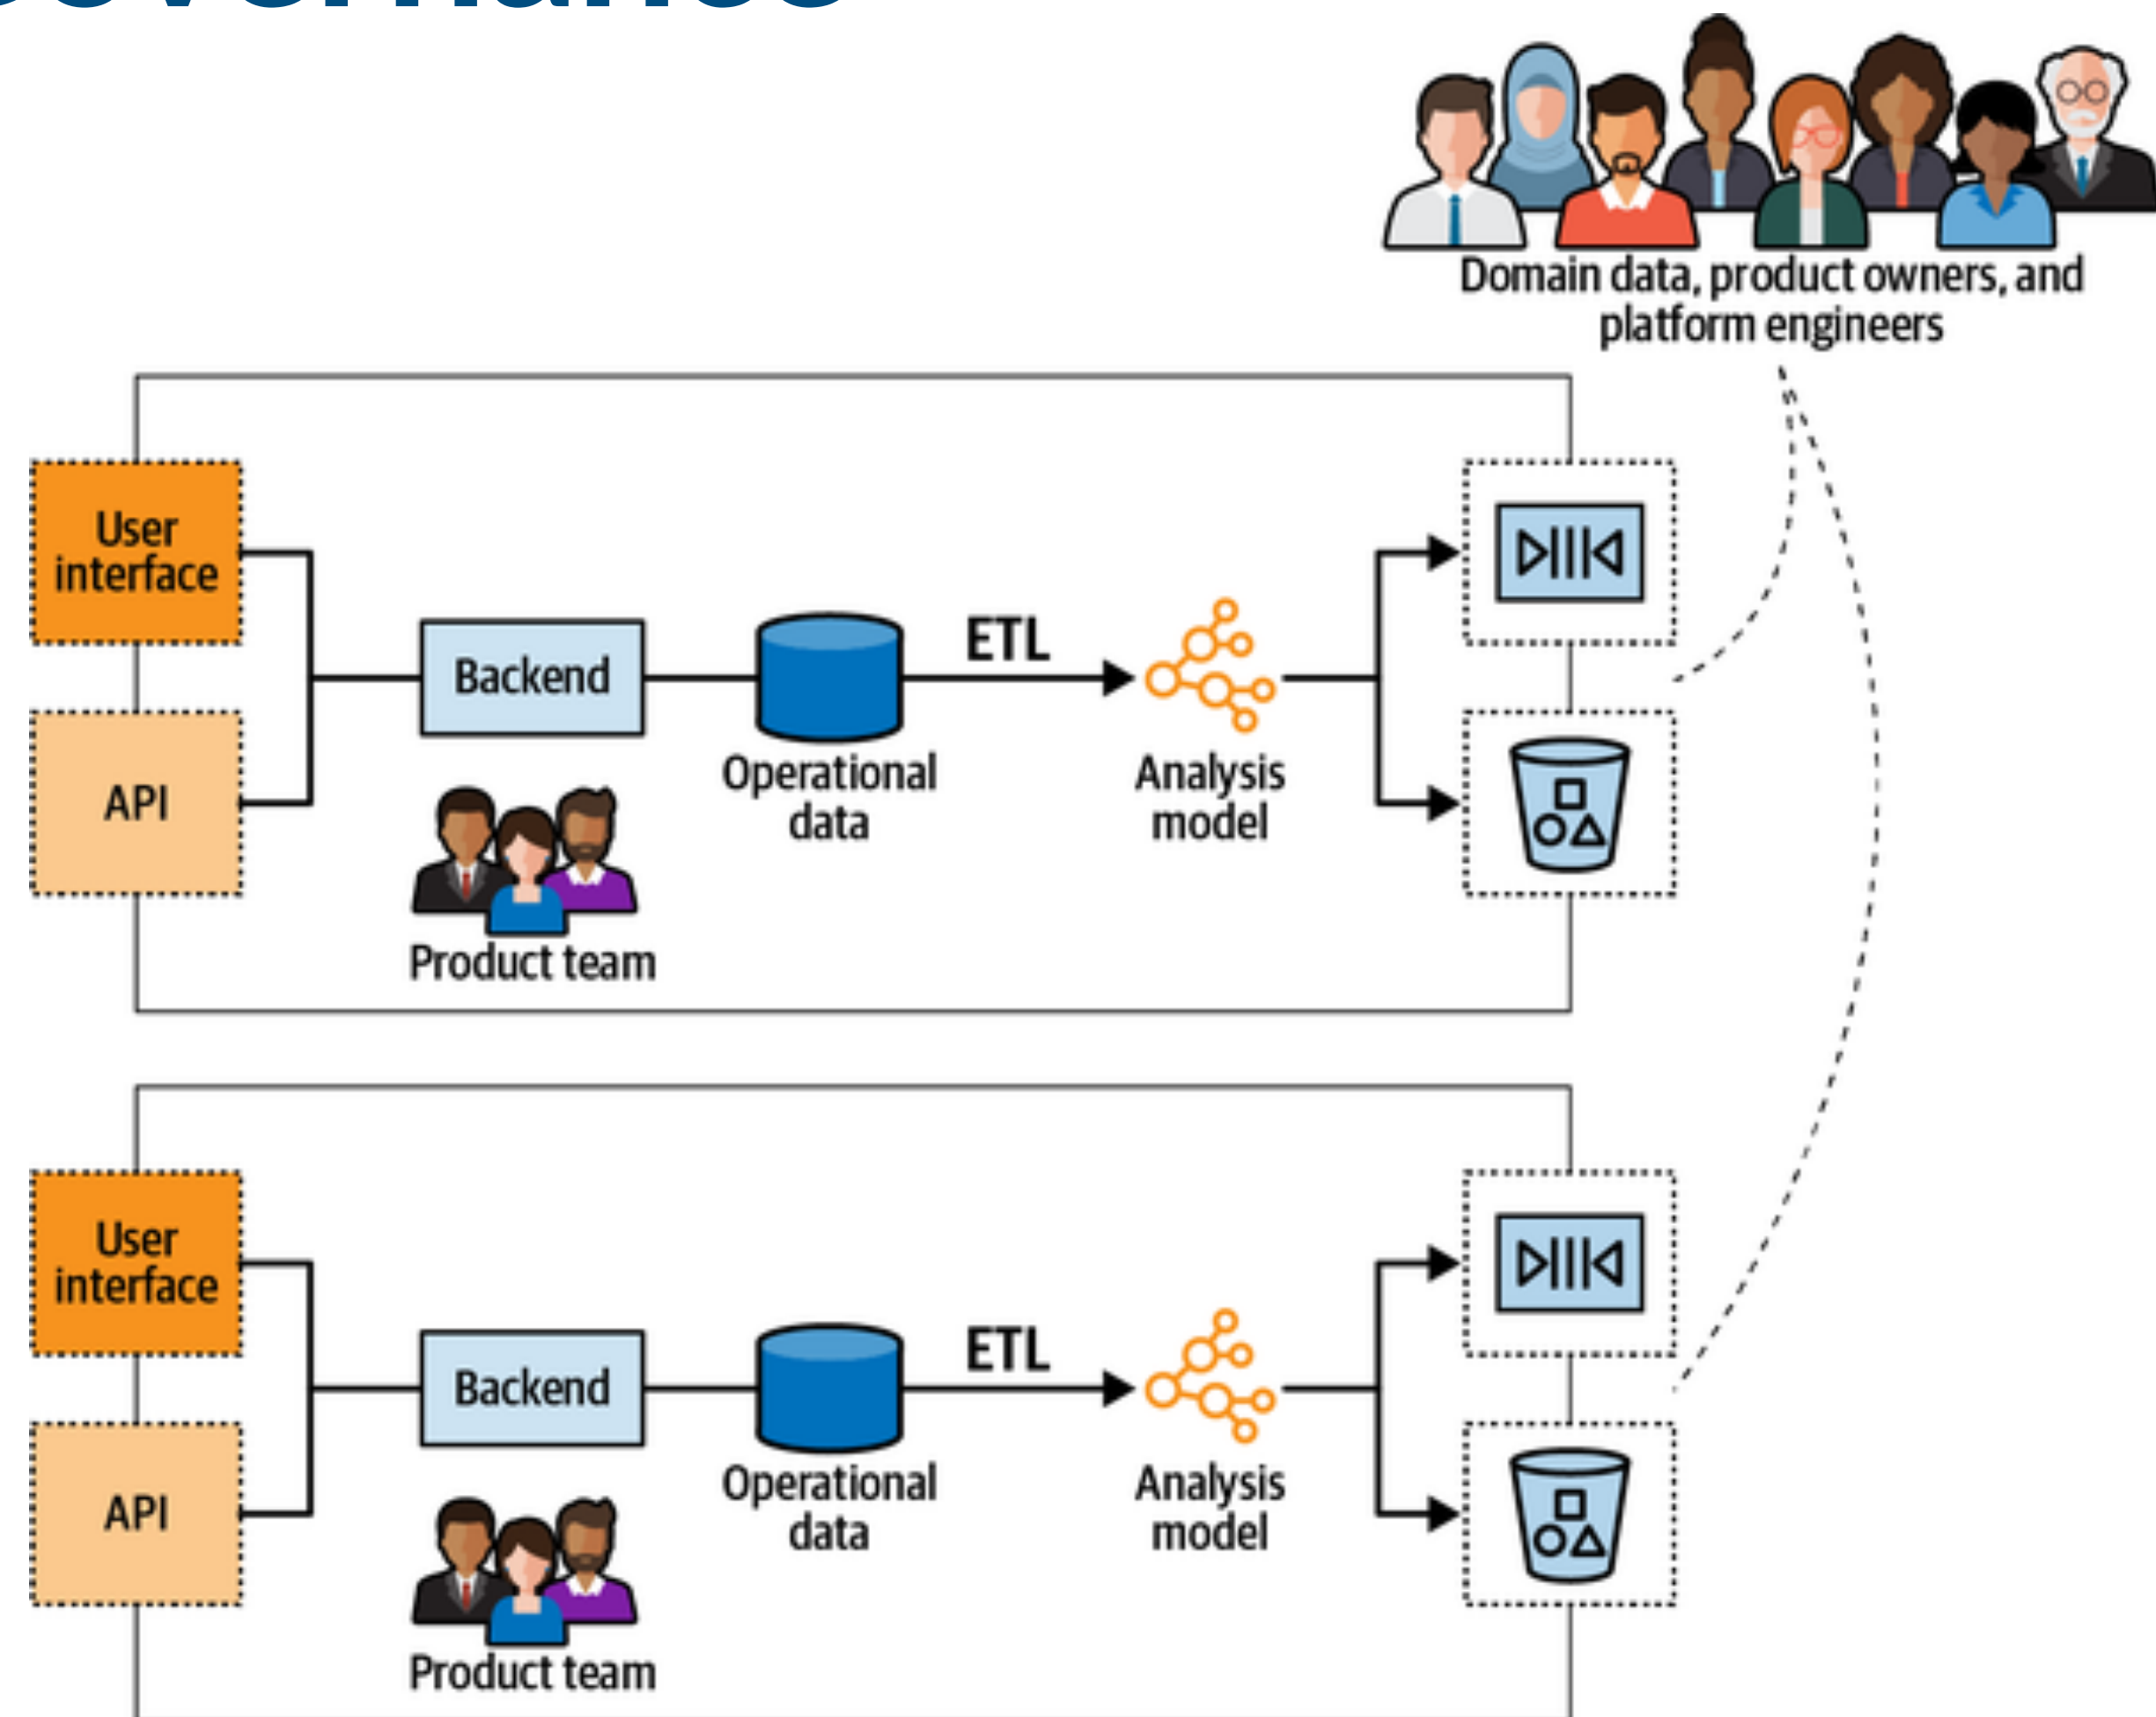 Domain data, product owners, and
platform engineers
User
interface
API
Backend
Operational
data
ETL
Analysis
model
Product team
User
interface
API
Backend
Operational
data
ETL
Analysis
model
Product team